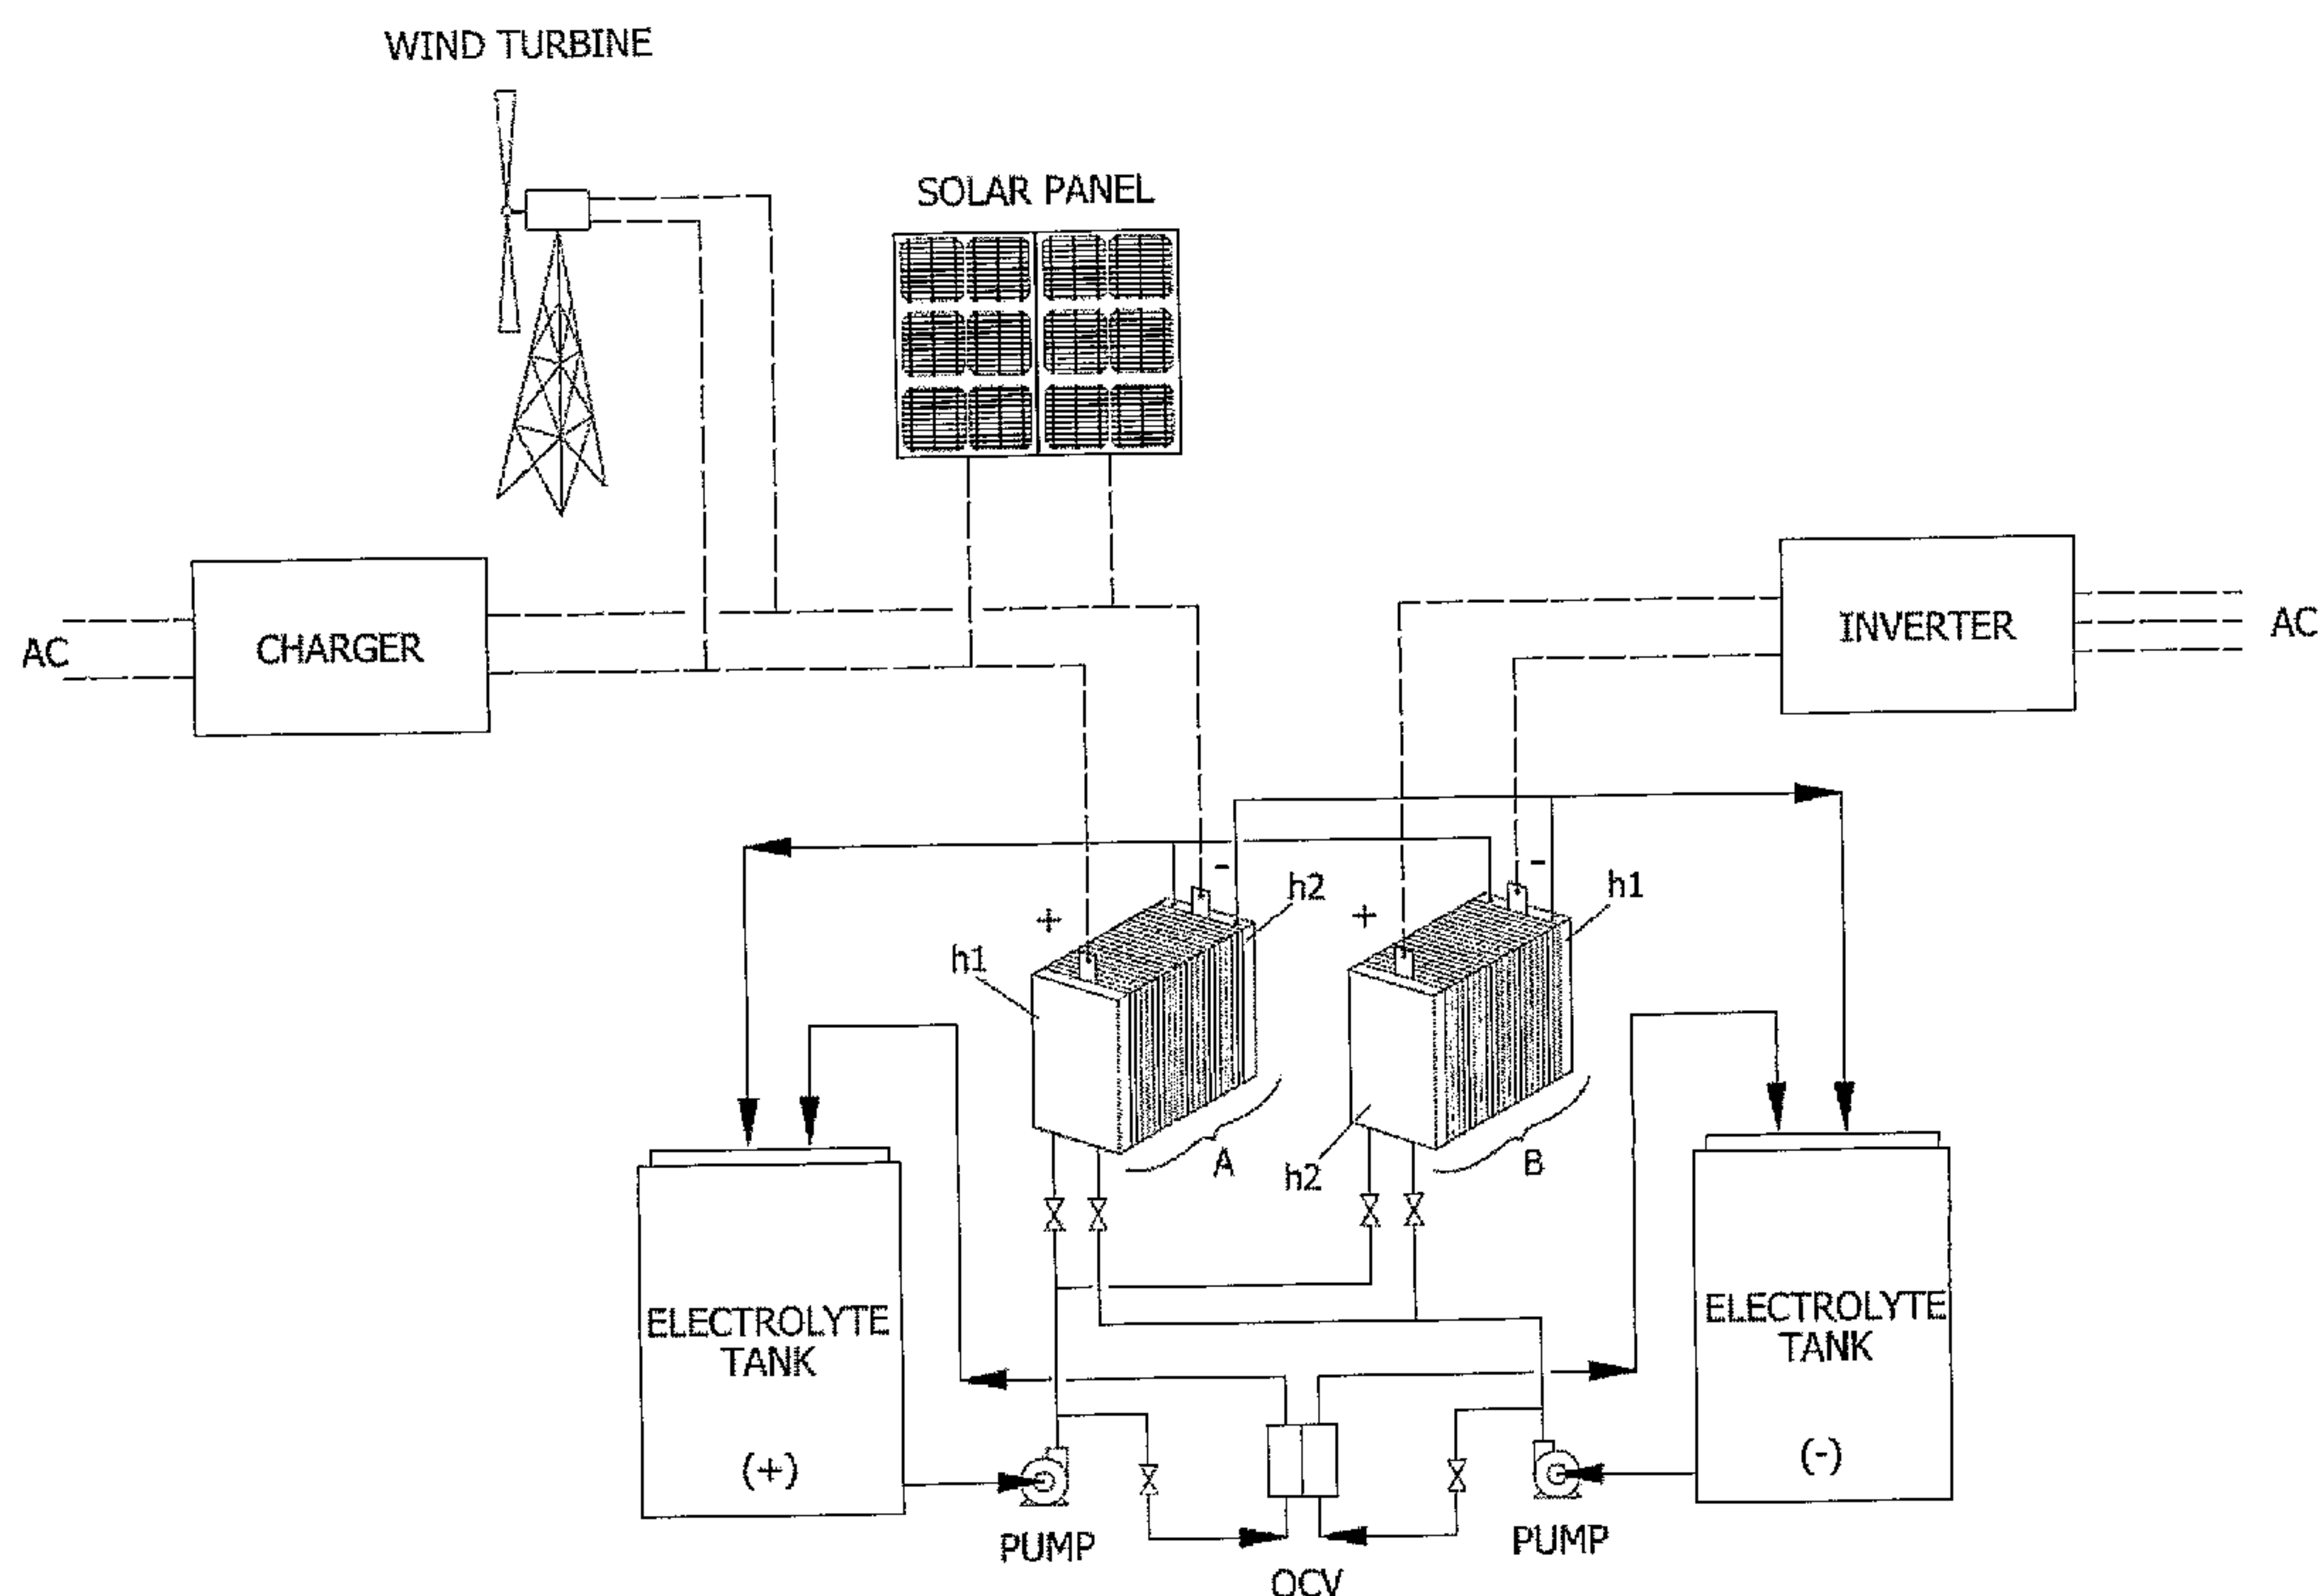 WIND TURBINE
SOLAR PANEL
AC
CHARGER
INVERTER
AC
-
-
+
h2
+
h1
h1
A
h2
B
ELECTROLYTE
TANK
(+)
ELECTROLYTE
TANK
(-)
PUMP
OCV
PUMP